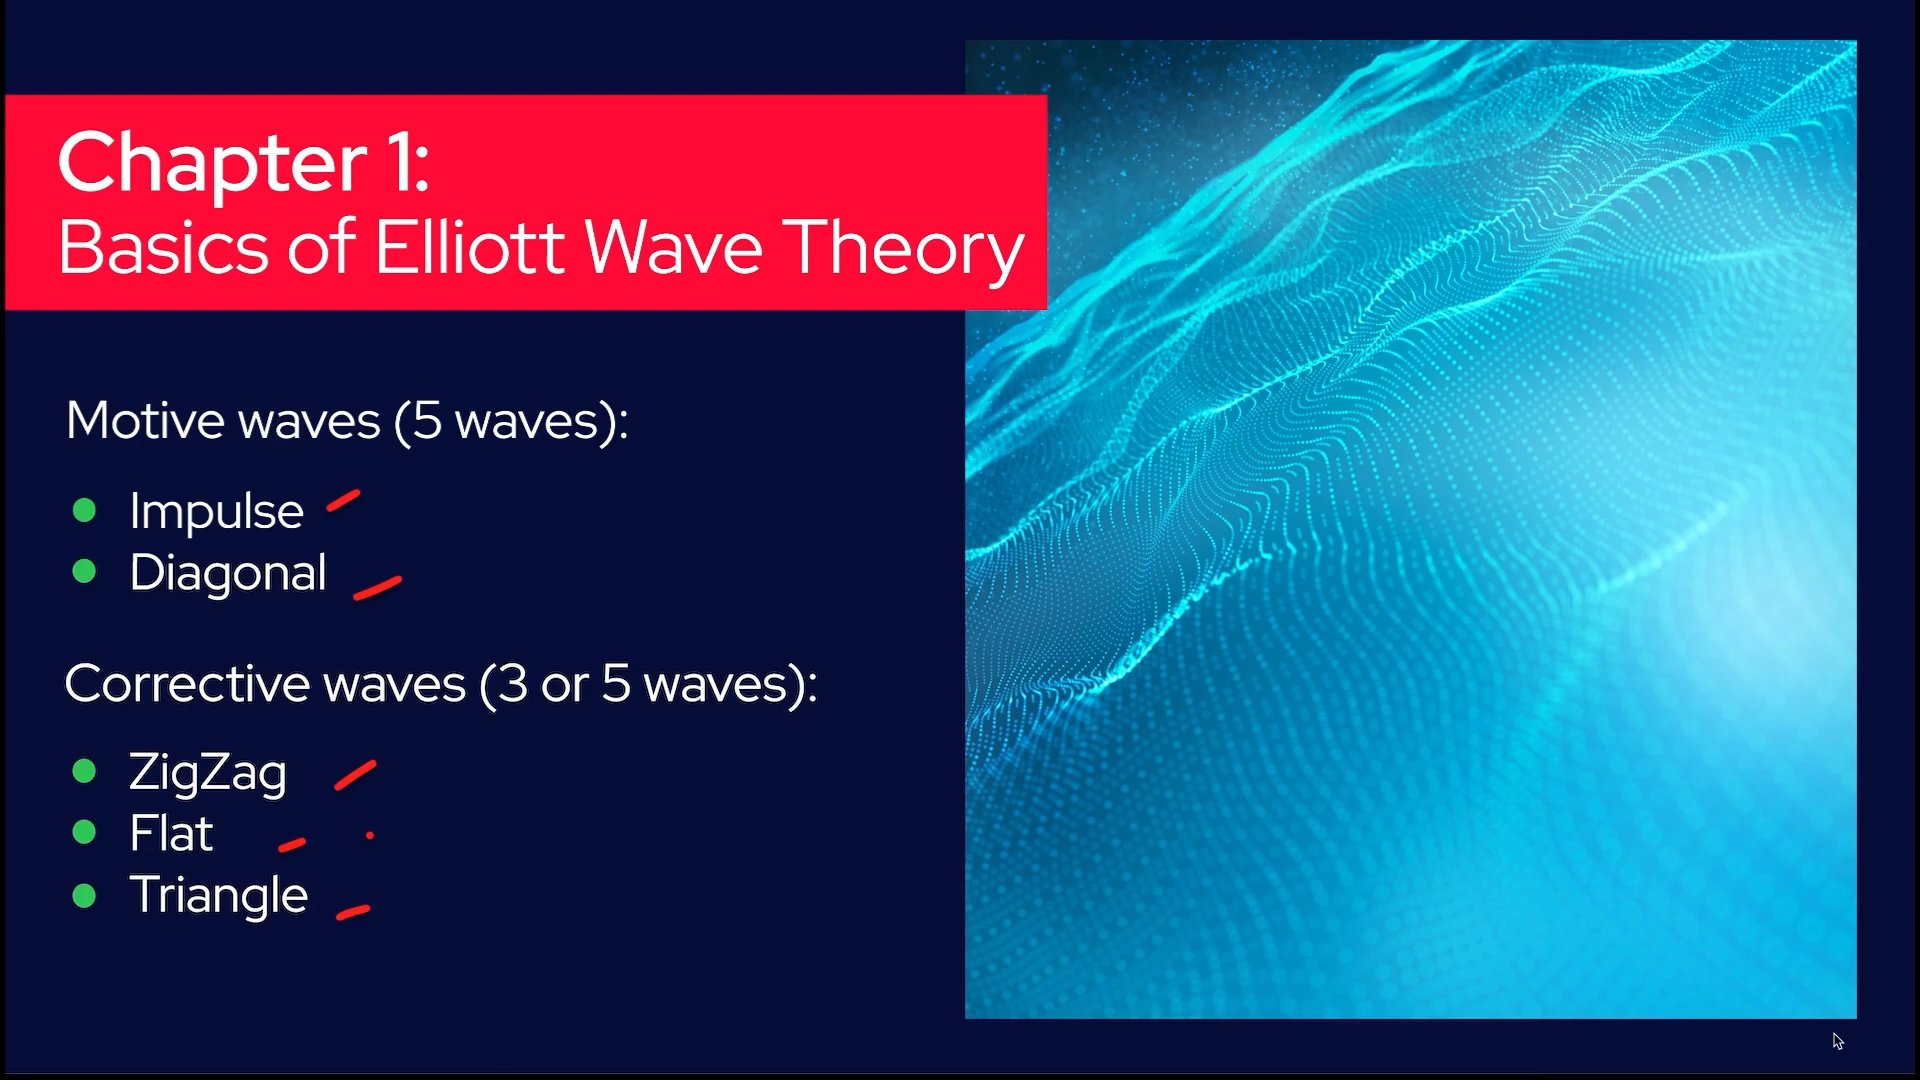 Chapter 1:
Basics of Elliott Wave Theory
Motive waves (5 waves):
Impulse
Diagonal
Corrective waves (3 or 5 waves):
ZigZag
Flat
Triangle